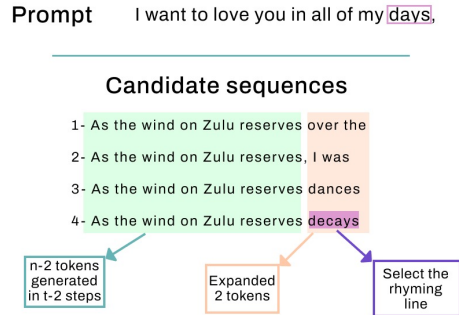 Prompt I want to love you in all of my days,
Candidate sequences
1- As the wind on Zulu reserves over the
2- As the wind on Zulu reserves, I was
3- As the wind on Zulu reserves dances
4- As the wind on Zulu reserves decays
n-2 tokens
generated
in t-2 steps
Expanded
2 tokens
Select the
rhyming
line